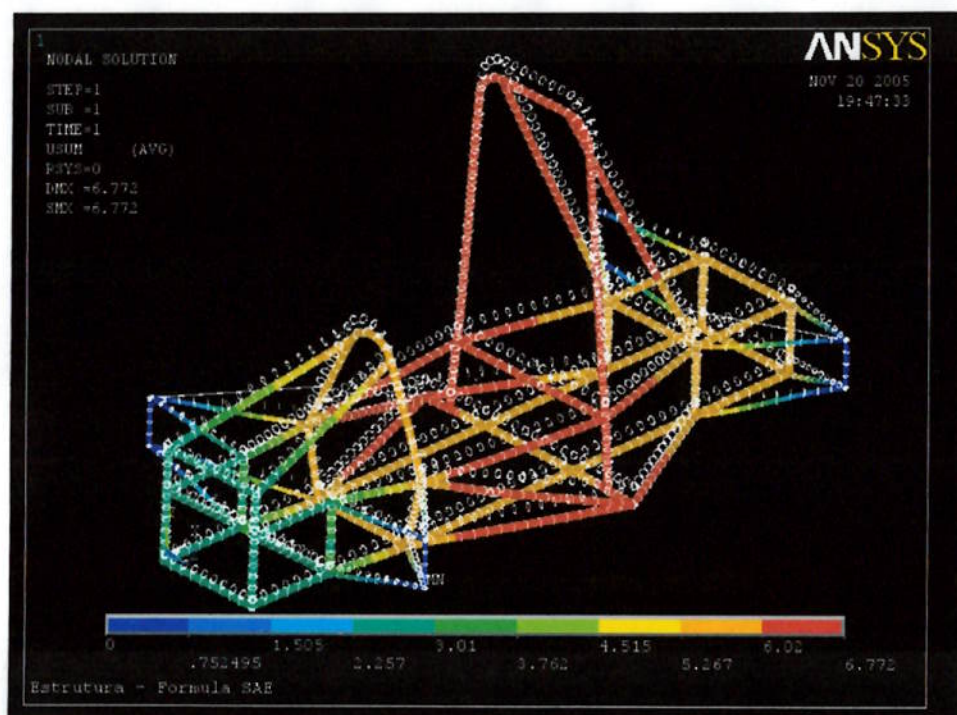 1
NODAL SOLUTION
STEP=1
SUB =1
TIME=1
USUM (AVG)
RSYS=0
DMX =6.772
SMX =6.772
ANSYS
NOV 20 2005
19:47:33
MN
0 1.505 3.01 4.515 6.02
.752495 2.257 3.762 5.267 6.772
Estrutura - Formula SAE